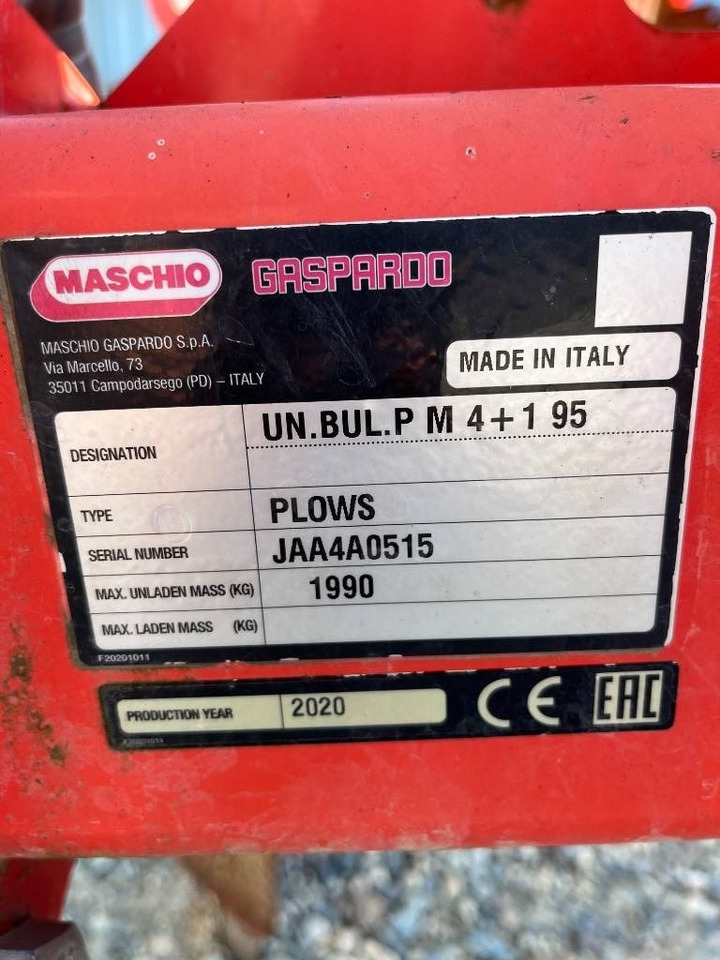 MASCHIO GASPARDO
MASCHIO GASPARDO S.p.A.
Via Marcello, 73
35011 Campodarsego (PD) – ITALY
MADE IN ITALY
DESIGNATION UN.BUL.P M 4+1 95
TYPE PLOWS
SERIAL NUMBER JAA4A0515
MAX. UNLADEN MASS (KG) 1990
MAX. LADEN MASS (KG)
F20201011
PRODUCTION YEAR 2020 CE EAC